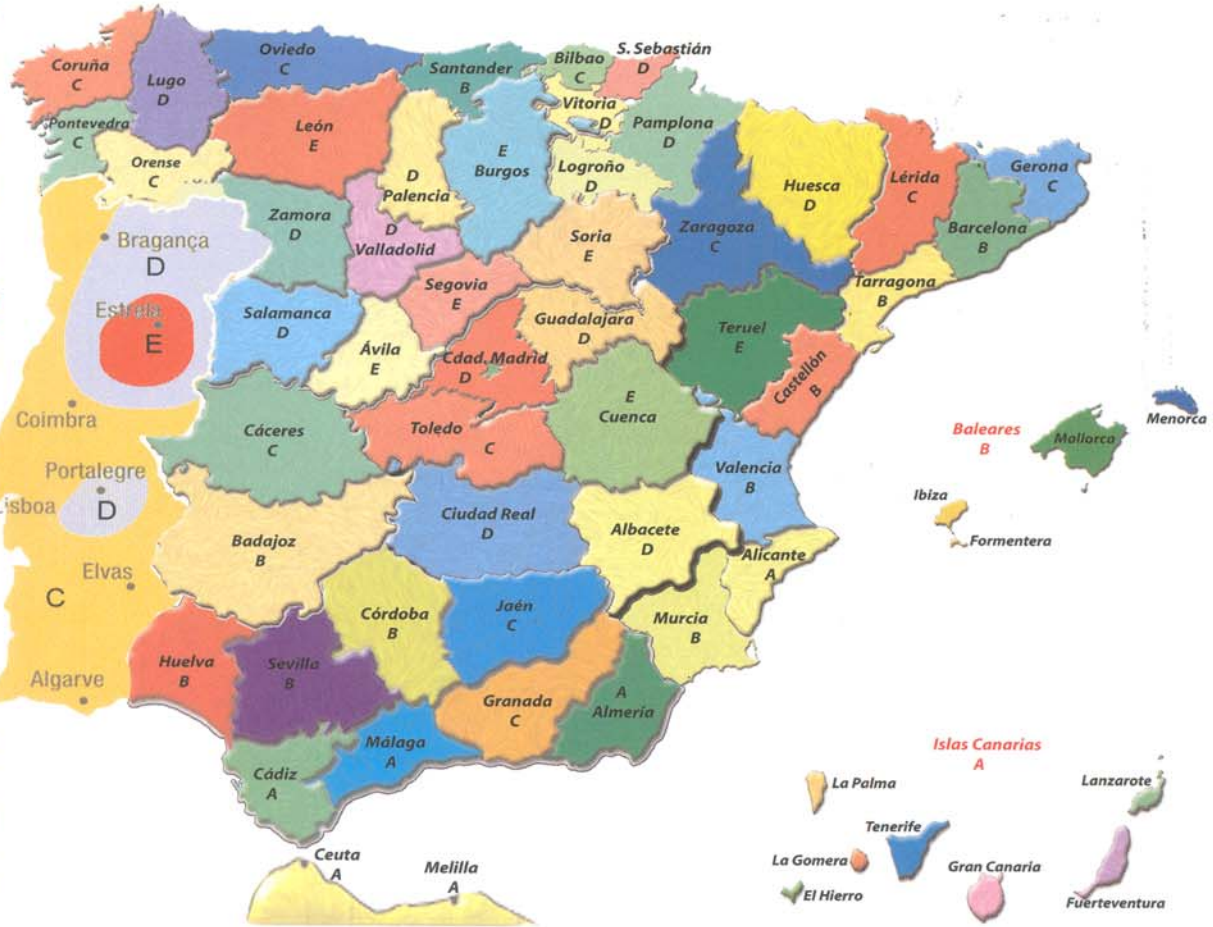 Coruña
C
Lugo
D
Oviedo
C
Santander
B
Bilbao
C
S. Sebastián
D
Pontevedra
C
Orense
C
León
E
D
Palencia
E
Burgos
Vitoria
D
Logroño
D
Pamplona
D
Huesca
D
Lérida
C
Gerona
C
Barcelona
B
Tarragona
B
Zaragoza
C
Zamora
D
D
Valladolid
Soria
E
Segovia
E
Salamanca
D
Ávila
E
Cdad. Madrid
D
Guadalajara
D
Teruel
E
Castellón
B
Bragança
D
Estrela
E
Coimbra
Portalegre
D
isboa
Elvas
C
Algarve
Cáceres
C
Toledo
C
E
Cuenca
Valencia
B
Badajoz
B
Ciudad Real
D
Albacete
D
Alicante
A
Murcia
B
Huelva
B
Sevilla
B
Córdoba
B
Jaén
C
Granada
C
A
Almería
Málaga
A
Cádiz
A
Ceuta
A
Melilla
A
Baleares
B
Menorca
Mallorca
Ibiza
Formentera
Islas Canarias
A
La Palma
Lanzarote
Tenerife
La Gomera
Gran Canaria
El Hierro
Fuerteventura